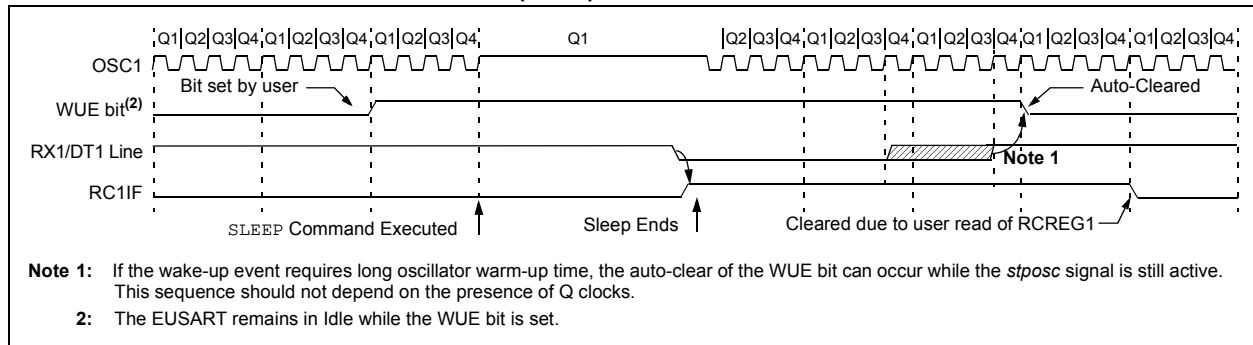 Q1 Q2 Q3 Q4 Q1 Q2 Q3 Q4 Q1 Q2 Q3 Q4 Q1 Q2 Q3 Q4 Q1 Q2 Q3 Q4 Q1 Q2 Q3 Q4 Q1 Q2 Q3 Q4 Q1 Q2 Q3 Q4
OSC1
Bit set by user
Auto-Cleared
WUE bit(2)
RX1/DT1 Line
Note 1
RC1IF
SLEEP Command Executed
Sleep Ends
Cleared due to user read of RCREG1
Note 1: If the wake-up event requires long oscillator warm-up time, the auto-clear of the WUE bit can occur while the stposc signal is still active.
This sequence should not depend on the presence of Q clocks.
2: The EUSART remains in Idle while the WUE bit is set.